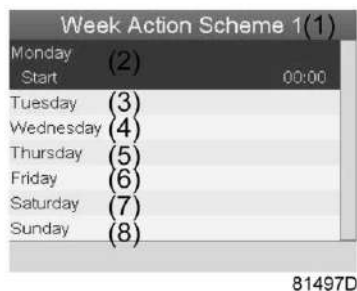 Week Action Scheme 1(1)
Monday (2)
Start 00:00
Tuesday (3)
Wednesday (4)
Thursday (5)
Friday (6)
Saturday (7)
Sunday (8)
81497D